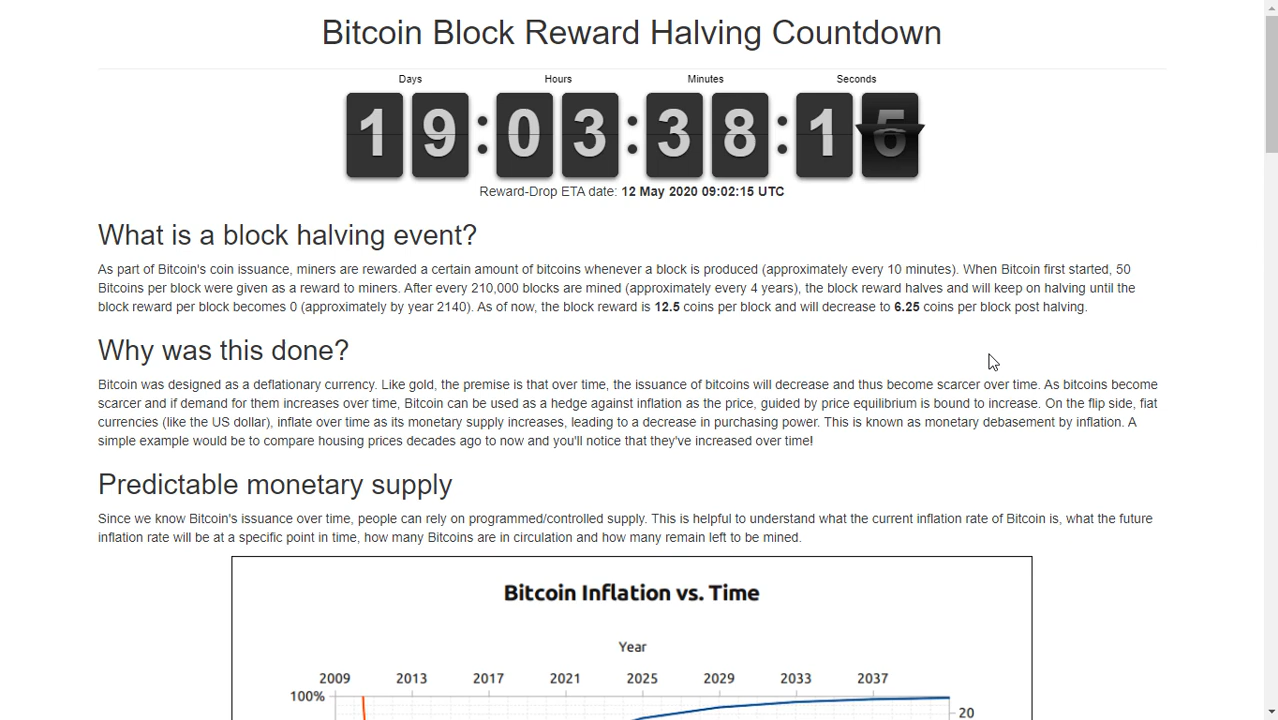 Bitcoin Block Reward Halving Countdown
Days Hours Minutes Seconds
19:03:38:1
Reward-Drop ETA date: 12 May 2020 09:02:15 UTC
What is a block halving event?
As part of Bitcoin's coin issuance, miners are rewarded a certain amount of bitcoins whenever a block is produced (approximately every 10 minutes). When Bitcoin first started, 50
Bitcoins per block were given as a reward to miners. After every 210,000 blocks are mined (approximately every 4 years), the block reward halves and will keep on halving until the
block reward per block becomes 0 (approximately by year 2140). As of now, the block reward is 12.5 coins per block and will decrease to 6.25 coins per block post halving.
Why was this done?
Bitcoin was designed as a deflationary currency. Like gold, the premise is that over time, the issuance of bitcoins will decrease and thus become scarcer over time. As bitcoins become
scarcer and if demand for them increases over time, Bitcoin can be used as a hedge against inflation as the price, guided by price equilibrium is bound to increase. On the flip side, fiat
currencies (like the US dollar), inflate over time as its monetary supply increases, leading to a decrease in purchasing power. This is known as monetary debasement by inflation. A
simple example would be to compare housing prices decades ago to now and you'll notice that they've increased over time!
Predictable monetary supply
Since we know Bitcoin's issuance over time, people can rely on programmed/controlled supply. This is helpful to understand what the current inflation rate of Bitcoin is, what the future
inflation rate will be at a specific point in time, how many Bitcoins are in circulation and how many remain left to be mined.
Bitcoin Inflation vs. Time
Year
2009 2013 2017 2021 2025 2029 2033 2037
100%
20